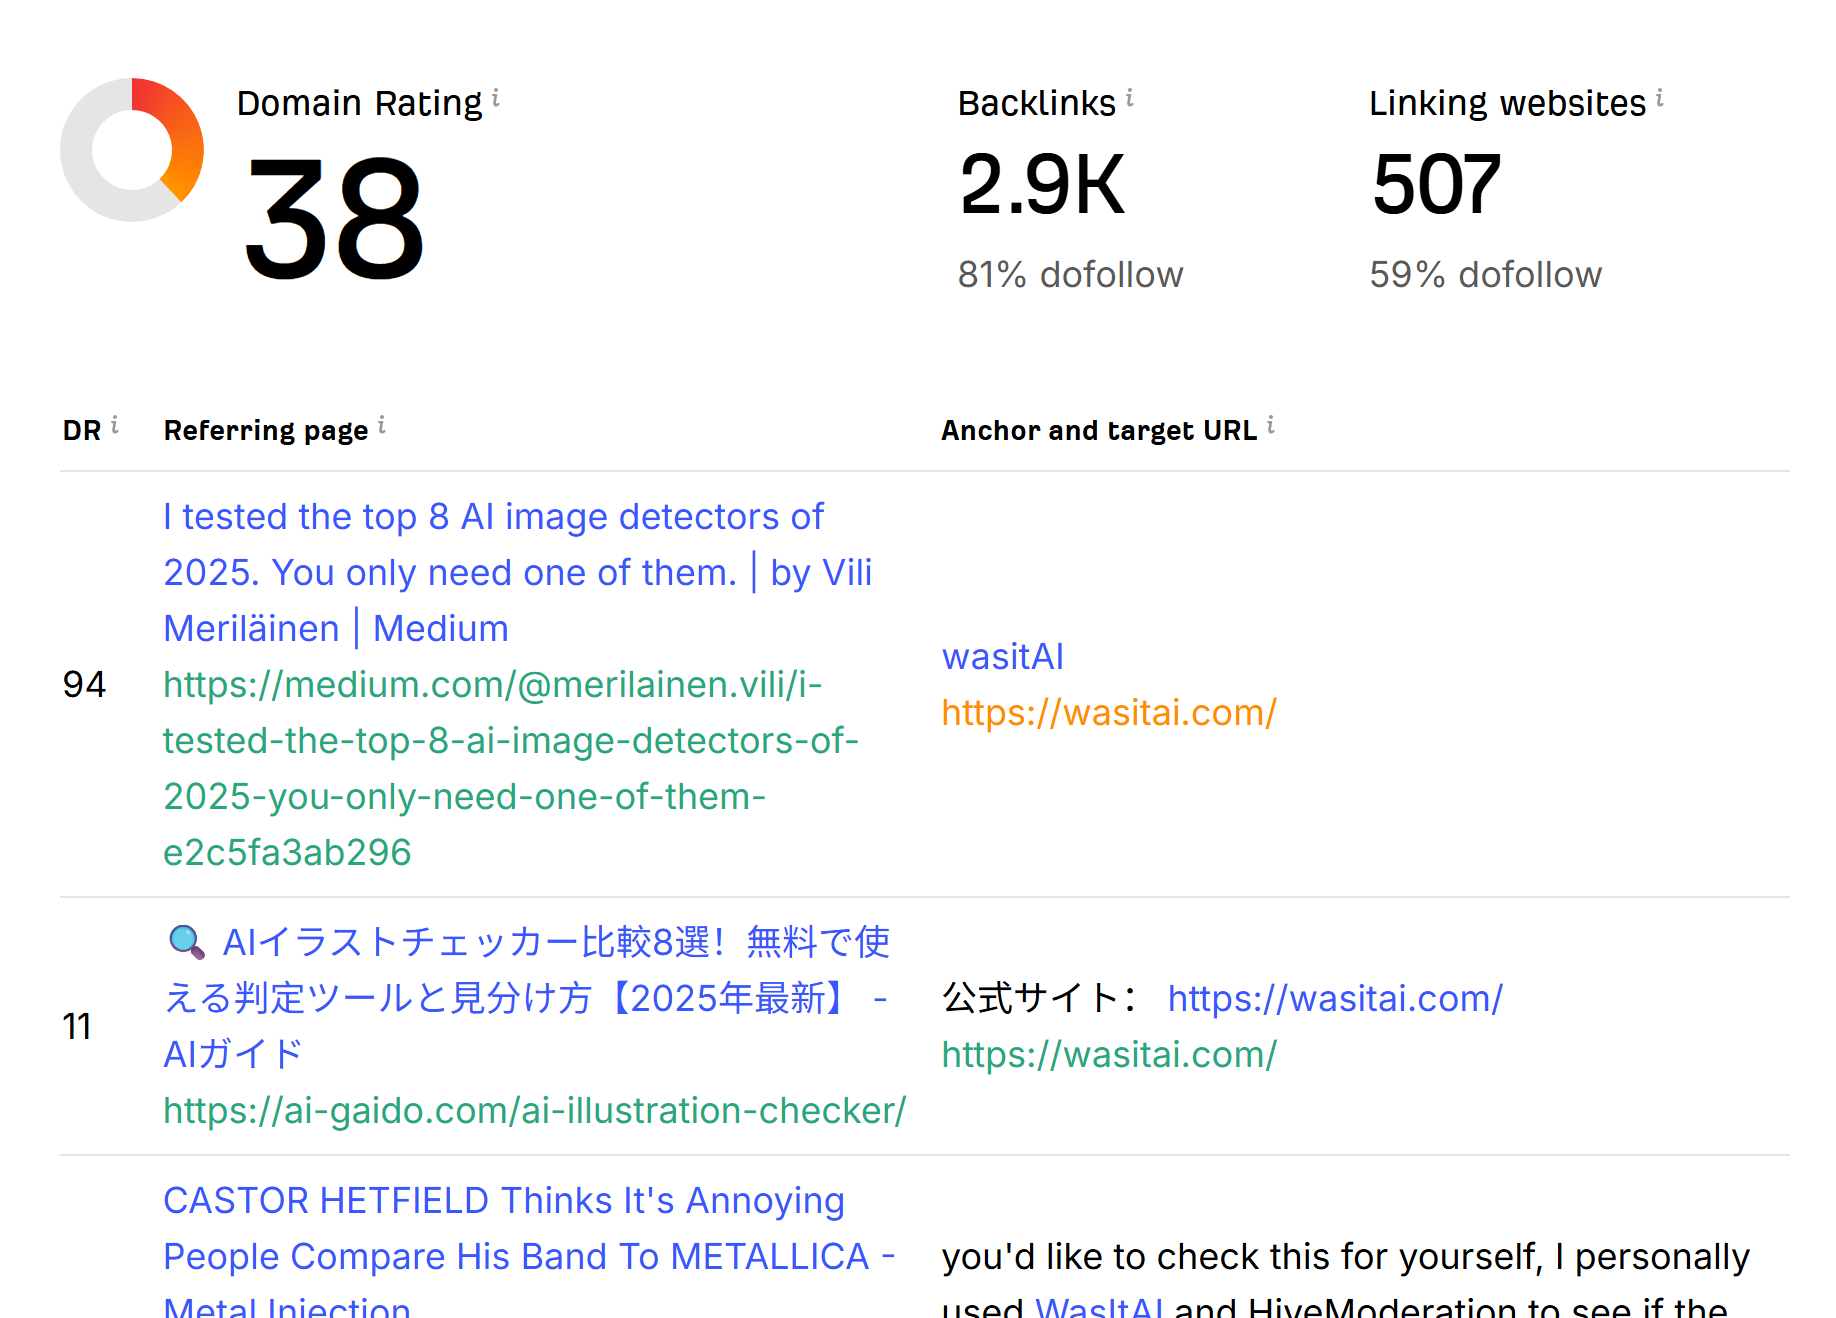 Domain Rating i
38
Backlinks i
2.9K
81% dofollow
Linking websites i
507
59% dofollow
DR i
Referring page i
Anchor and target URL i
94
I tested the top 8 AI image detectors of
2025. You only need one of them. | by Vili
Meriläinen | Medium
https://medium.com/@merilainen.vili/i-
tested-the-top-8-ai-image-detectors-of-
2025-you-only-need-one-of-them-
e2c5fa3ab296
wasitAI
https://wasitai.com/
11
🔍 AIイラストチェッカー比較8選！無料で使
える判定ツールと見分け方【2025年最新】 -
AIガイド
https://ai-gaido.com/ai-illustration-checker/
公式サイト： https://wasitai.com/
https://wasitai.com/
CASTOR HETFIELD Thinks It's Annoying
People Compare His Band To METALLICA -
Metal Injection
you'd like to check this for yourself, I personally
used WasItAI and HiveModeration to see if the